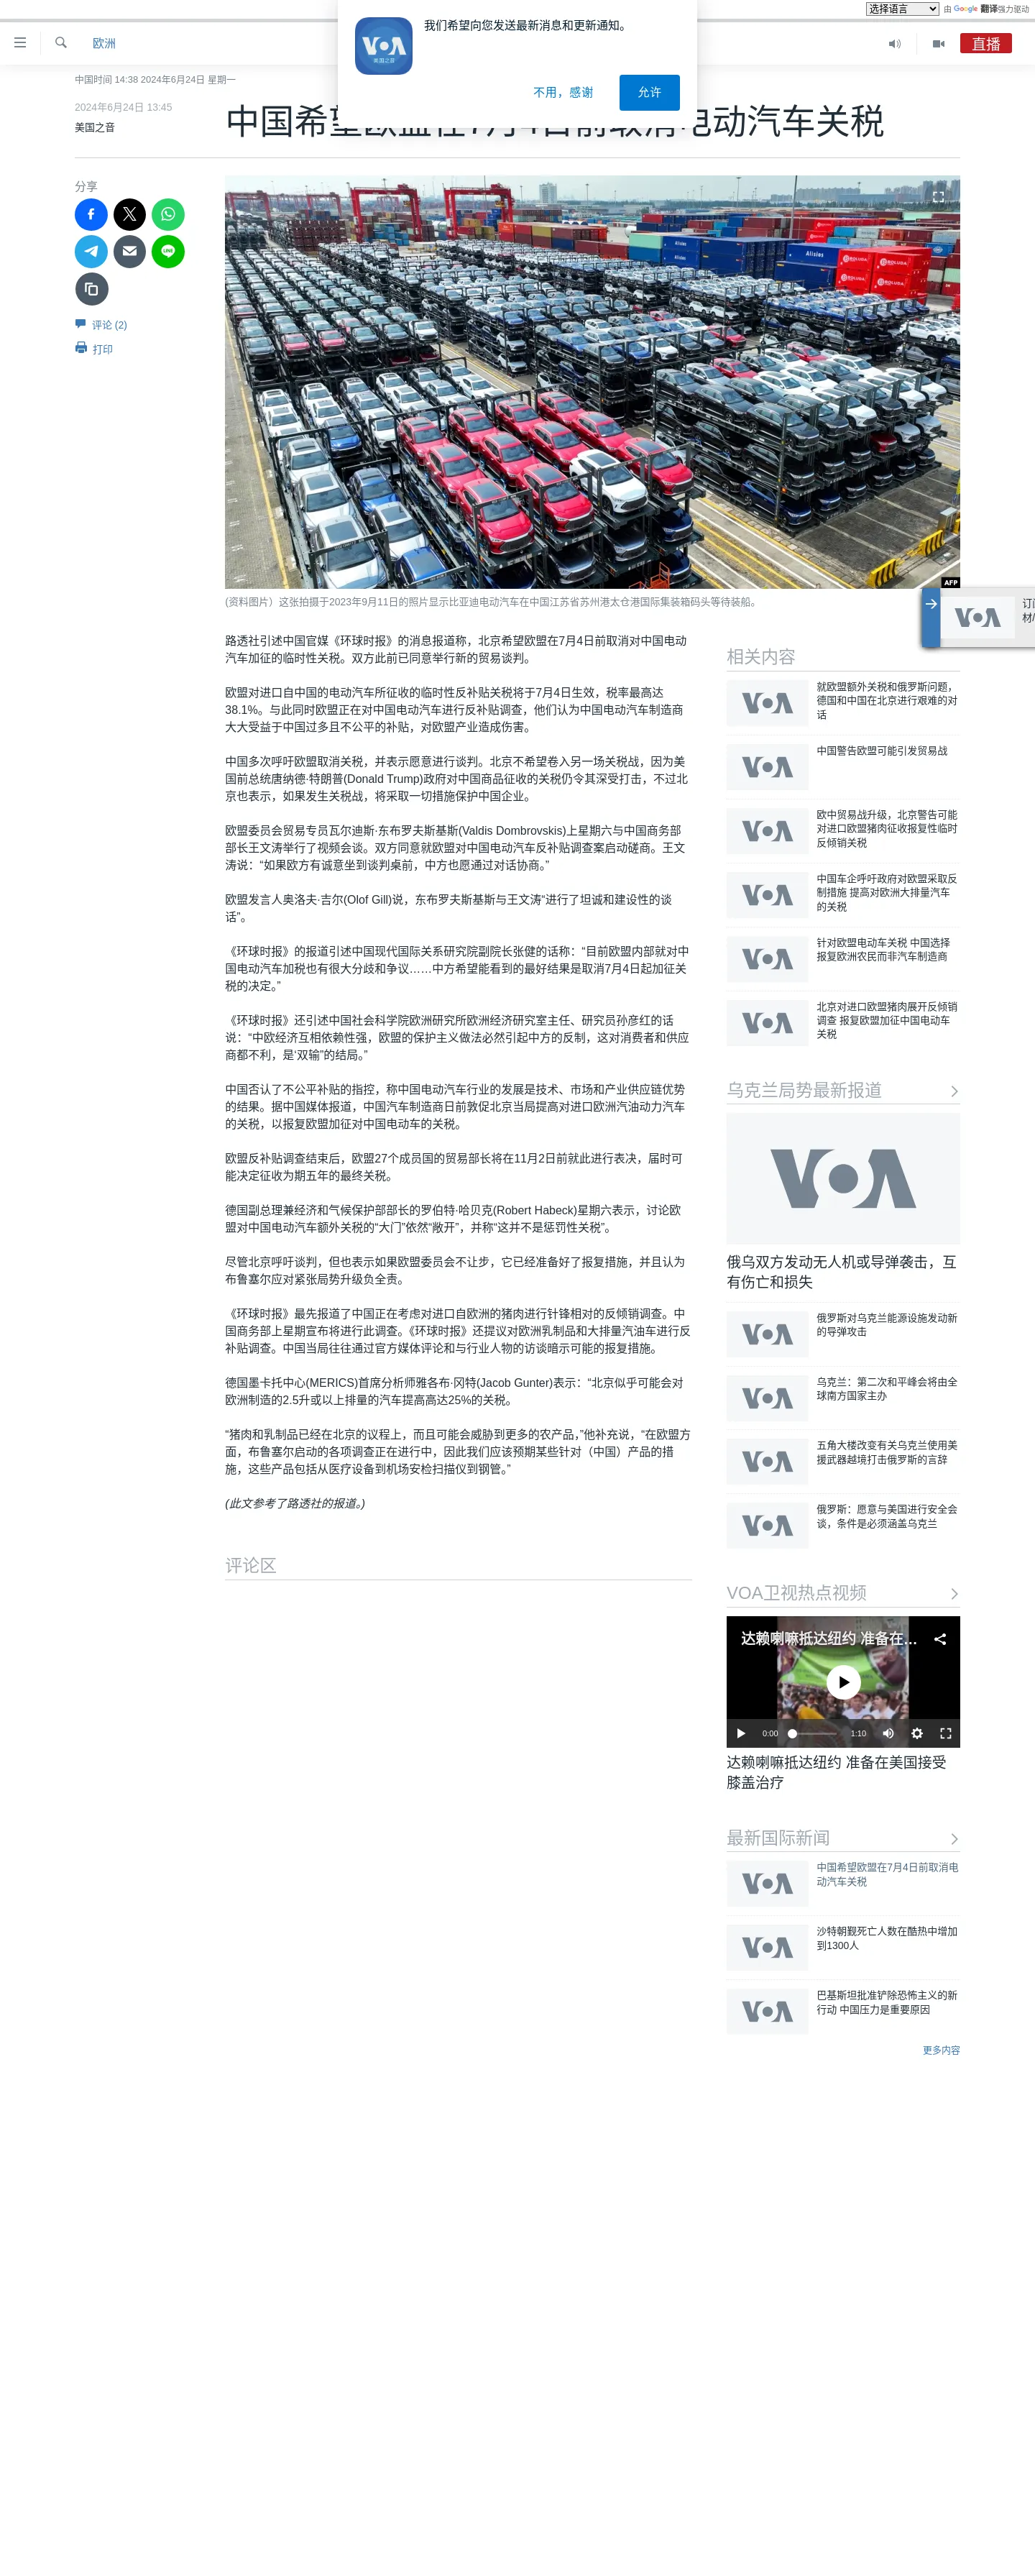 选择语言
由 Google 翻译强力驱动
我们希望向您发送最新消息和更新通知。
VOA
美国之音
不用，感谢
允许
欧洲
直播
中国时间 14:38 2024年6月24日 星期一
2024年6月24日 13:45
美国之音
中国希望欧盟在7月4日前取消电动汽车关税
分享
评论 (2)
打印
AFP
(资料图片）这张拍摄于2023年9月11日的照片显示比亚迪电动汽车在中国江苏省苏州港太仓港国际集装箱码头等待装船。
路透社引述中国官媒《环球时报》的消息报道称，北京希望欧盟在7月4日前取消对中国电动
汽车加征的临时性关税。双方此前已同意举行新的贸易谈判。
欧盟对进口自中国的电动汽车所征收的临时性反补贴关税将于7月4日生效，税率最高达
38.1%。与此同时欧盟正在对中国电动汽车进行反补贴调查，他们认为中国电动汽车制造商
大大受益于中国过多且不公平的补贴，对欧盟产业造成伤害。
中国多次呼吁欧盟取消关税，并表示愿意进行谈判。北京不希望卷入另一场关税战，因为美
国前总统唐纳德·特朗普(Donald Trump)政府对中国商品征收的关税仍令其深受打击，不过北
京也表示，如果发生关税战，将采取一切措施保护中国企业。
欧盟委员会贸易专员瓦尔迪斯·东布罗夫斯基斯(Valdis Dombrovskis)上星期六与中国商务部
部长王文涛举行了视频会谈。双方同意就欧盟对中国电动汽车反补贴调查案启动磋商。王文
涛说：“如果欧方有诚意坐到谈判桌前，中方也愿通过对话协商。”
欧盟发言人奥洛夫·吉尔(Olof Gill)说，东布罗夫斯基斯与王文涛“进行了坦诚和建设性的谈
话”。
《环球时报》的报道引述中国现代国际关系研究院副院长张健的话称：“目前欧盟内部就对中
国电动汽车加税也有很大分歧和争议……中方希望能看到的最好结果是取消7月4日起加征关
税的决定。”
《环球时报》还引述中国社会科学院欧洲研究所欧洲经济研究室主任、研究员孙彦红的话
说：“中欧经济互相依赖性强，欧盟的保护主义做法必然引起中方的反制，这对消费者和供应
商都不利，是‘双输’的结局。”
中国否认了不公平补贴的指控，称中国电动汽车行业的发展是技术、市场和产业供应链优势
的结果。据中国媒体报道，中国汽车制造商日前敦促北京当局提高对进口欧洲汽油动力汽车
的关税，以报复欧盟加征对中国电动车的关税。
欧盟反补贴调查结束后，欧盟27个成员国的贸易部长将在11月2日前就此进行表决，届时可
能决定征收为期五年的最终关税。
德国副总理兼经济和气候保护部部长的罗伯特·哈贝克(Robert Habeck)星期六表示，讨论欧
盟对中国电动汽车额外关税的“大门”依然“敞开”，并称“这并不是惩罚性关税”。
尽管北京呼吁谈判，但也表示如果欧盟委员会不让步，它已经准备好了报复措施，并且认为
布鲁塞尔应对紧张局势升级负全责。
《环球时报》最先报道了中国正在考虑对进口自欧洲的猪肉进行针锋相对的反倾销调查。中
国商务部上星期宣布将进行此调查。《环球时报》还提议对欧洲乳制品和大排量汽油车进行反
补贴调查。中国当局往往通过官方媒体评论和与行业人物的访谈暗示可能的报复措施。
德国墨卡托中心(MERICS)首席分析师雅各布·冈特(Jacob Gunter)表示：“北京似乎可能会对
欧洲制造的2.5升或以上排量的汽车提高高达25%的关税。
“猪肉和乳制品已经在北京的议程上，而且可能会威胁到更多的农产品，”他补充说，“在欧盟方
面，布鲁塞尔启动的各项调查正在进行中，因此我们应该预期某些针对（中国）产品的措
施，这些产品包括从医疗设备到机场安检扫描仪到钢管。”
(此文参考了路透社的报道。)
评论区
VOA
订阅
材/
相关内容
VOA
就欧盟额外关税和俄罗斯问题，
德国和中国在北京进行艰难的对
话
VOA
中国警告欧盟可能引发贸易战
VOA
欧中贸易战升级，北京警告可能
对进口欧盟猪肉征收报复性临时
反倾销关税
VOA
中国车企呼吁政府对欧盟采取反
制措施 提高对欧洲大排量汽车
的关税
VOA
针对欧盟电动车关税 中国选择
报复欧洲农民而非汽车制造商
VOA
北京对进口欧盟猪肉展开反倾销
调查 报复欧盟加征中国电动车
关税
乌克兰局势最新报道
VOA
俄乌双方发动无人机或导弹袭击，互
有伤亡和损失
VOA
俄罗斯对乌克兰能源设施发动新
的导弹攻击
VOA
乌克兰：第二次和平峰会将由全
球南方国家主办
VOA
五角大楼改变有关乌克兰使用美
援武器越境打击俄罗斯的言辞
VOA
俄罗斯：愿意与美国进行安全会
谈，条件是必须涵盖乌克兰
VOA卫视热点视频
达赖喇嘛抵达纽约 准备在...
0:00
1:10
达赖喇嘛抵达纽约 准备在美国接受
膝盖治疗
最新国际新闻
VOA
中国希望欧盟在7月4日前取消电
动汽车关税
VOA
沙特朝觐死亡人数在酷热中增加
到1300人
VOA
巴基斯坦批准铲除恐怖主义的新
行动 中国压力是重要原因
更多内容